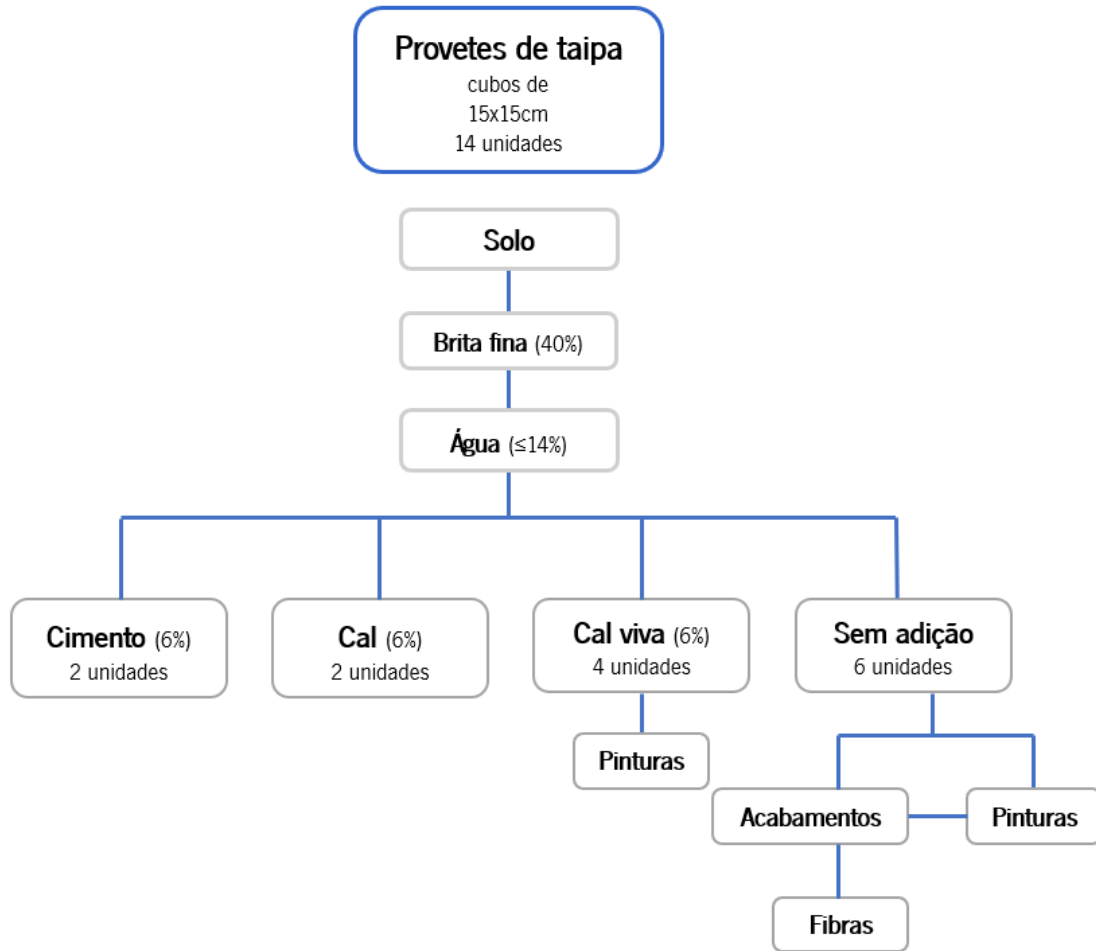 Provetes de taipa
cubos de
15x15cm
14 unidades
Solo
Brita fina (40%)
Água (≤14%)
Cimento (6%)
2 unidades
Cal (6%)
2 unidades
Cal viva (6%)
4 unidades
Sem adição
6 unidades
Pinturas
Acabamentos
Pinturas
Fibras